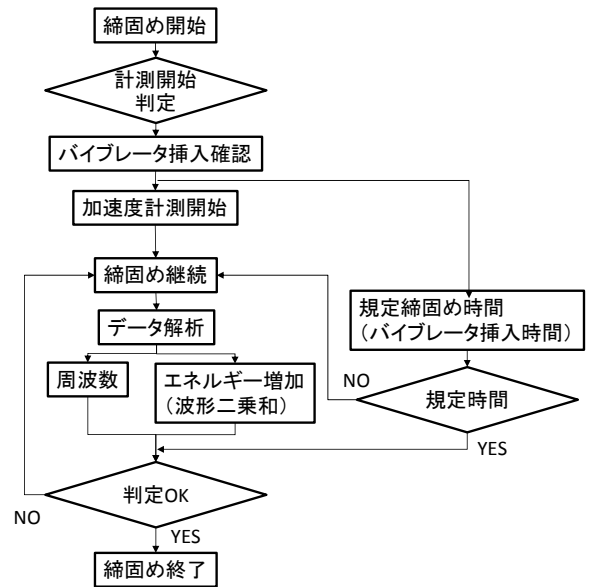 締固め開始
計測開始
判定
バイブレータ挿入確認
加速度計測開始
締固め継続
データ解析
周波数
エネルギー増加
（波形二乗和）
規定締固め時間
（バイブレータ挿入時間）
NO
規定時間
YES
判定OK
NO
YES
締固め終了